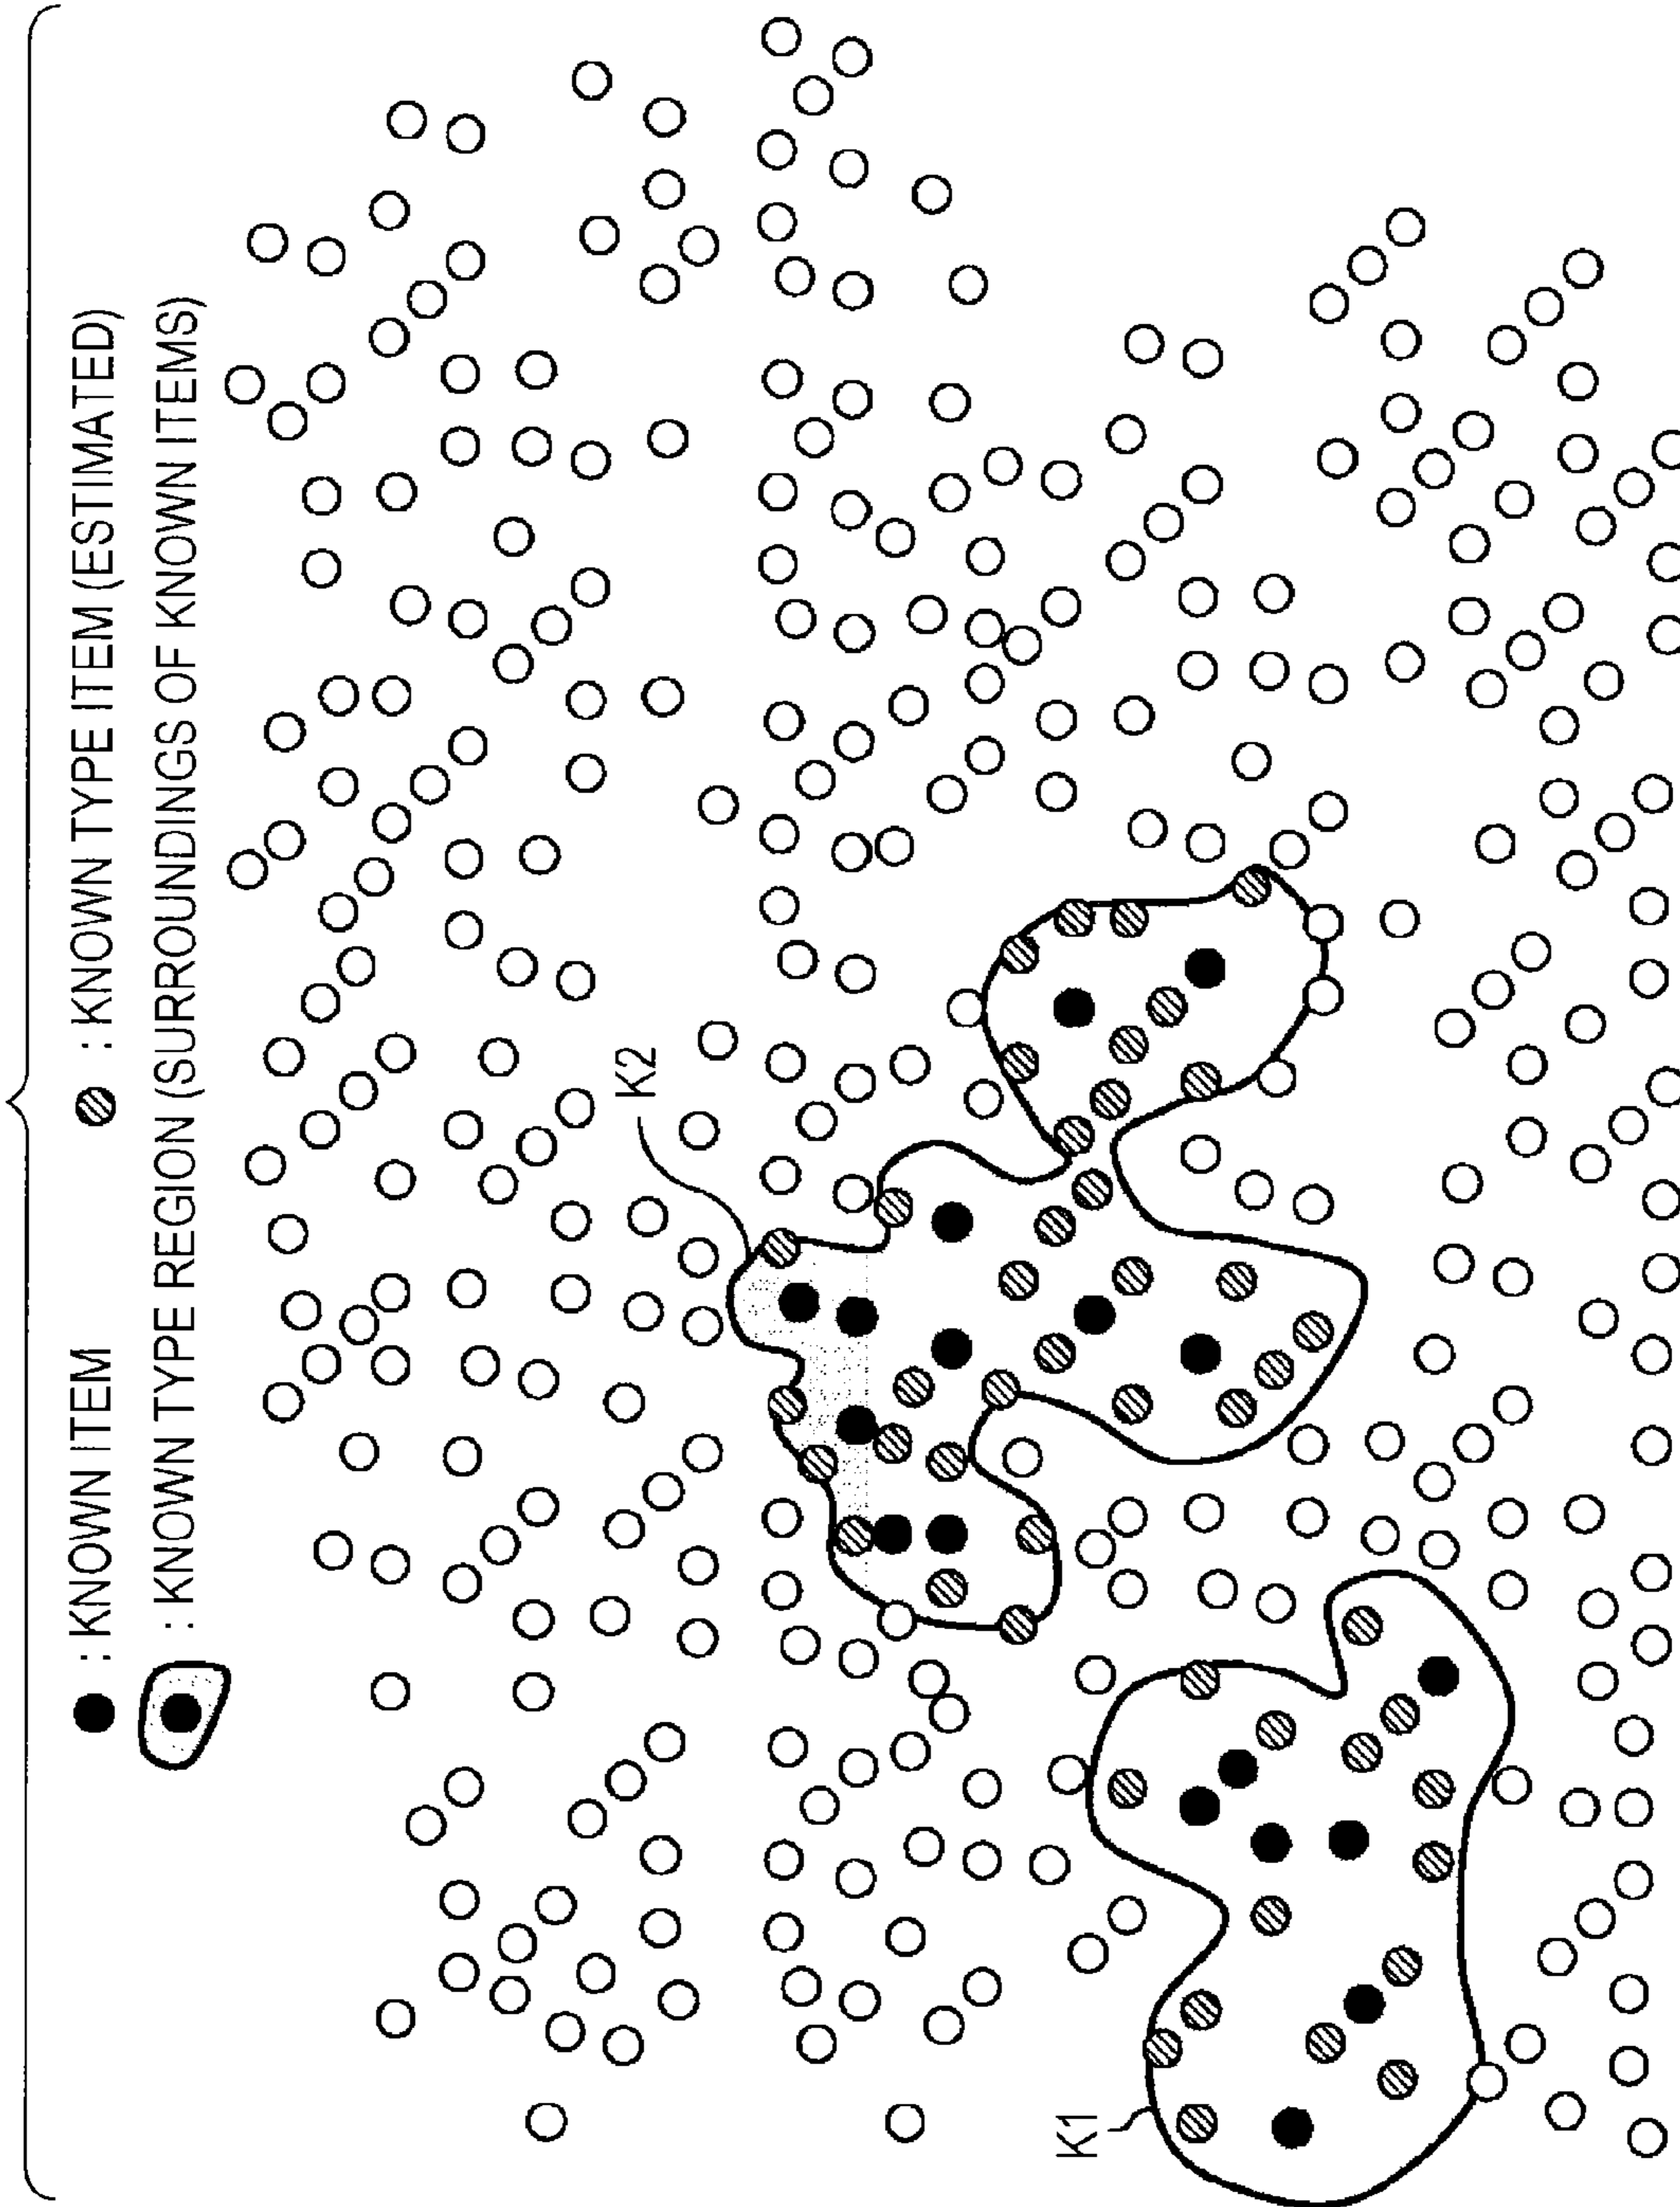 ● : KNOWN ITEM
: KNOWN TYPE ITEM (ESTIMATED)
: KNOWN TYPE REGION (SURROUNDINGS OF KNOWN ITEMS)
K2
K1